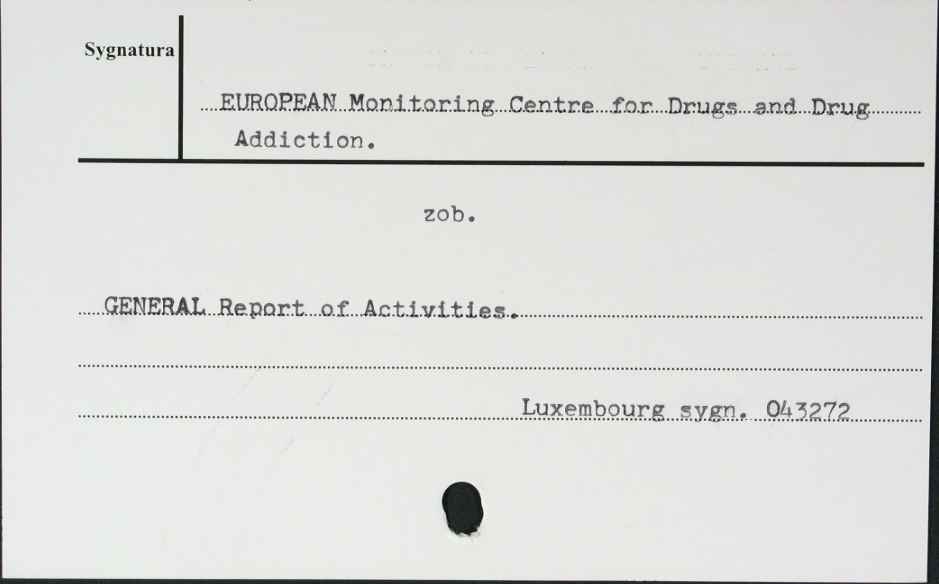 Sygnatura
EUROPEAN Monitoring Centre for Drugs and Drug
Addiction.
zob.
GENERAL Report of Activities.
Luxembourg sygn. 043272